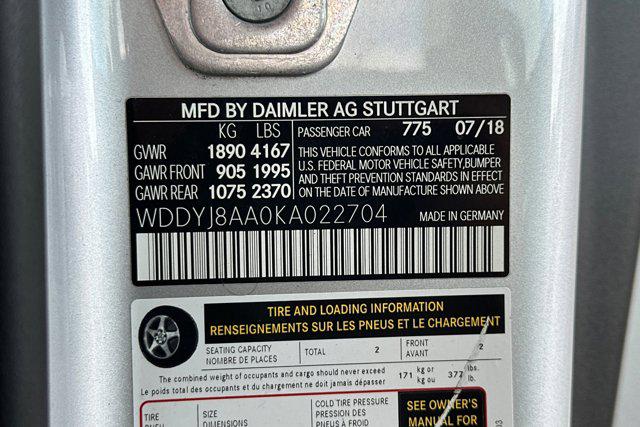 MFD BY DAIMLER AG STUTTGART
KG LBS PASSENGER CAR 775 07/18
GVWR 1890 4167
GAWR FRONT 905 1995
GAWR REAR 1075 2370
THIS VEHICLE CONFORMS TO ALL APPLICABLE
U.S. FEDERAL MOTOR VEHICLE SAFETY, BUMPER
AND THEFT PREVENTION STANDARDS IN EFFECT
ON THE DATE OF MANUFACTURE SHOWN ABOVE
WDDYJ8AA0KA022704 MADE IN GERMANY
TIRE AND LOADING INFORMATION
RENSEIGNEMENTS SUR LES PNEUS ET LE CHARGEMENT
SEATING CAPACITY
NOMBRE DE PLACES
TOTAL 2
FRONT
AVANT
2
The combined weight of occupants and cargo should never exceed
Le poids total des occupants et du chargement ne doit jamais dépasser
171 kg or
kg ou
377 lbs.
lb.
TIRE
PNEU
SIZE
DIMENSIONS
COLD TIRE PRESSURE
PRESSION DES
PNEUS À FROID
SEE OWNER'S
MANUAL FOR